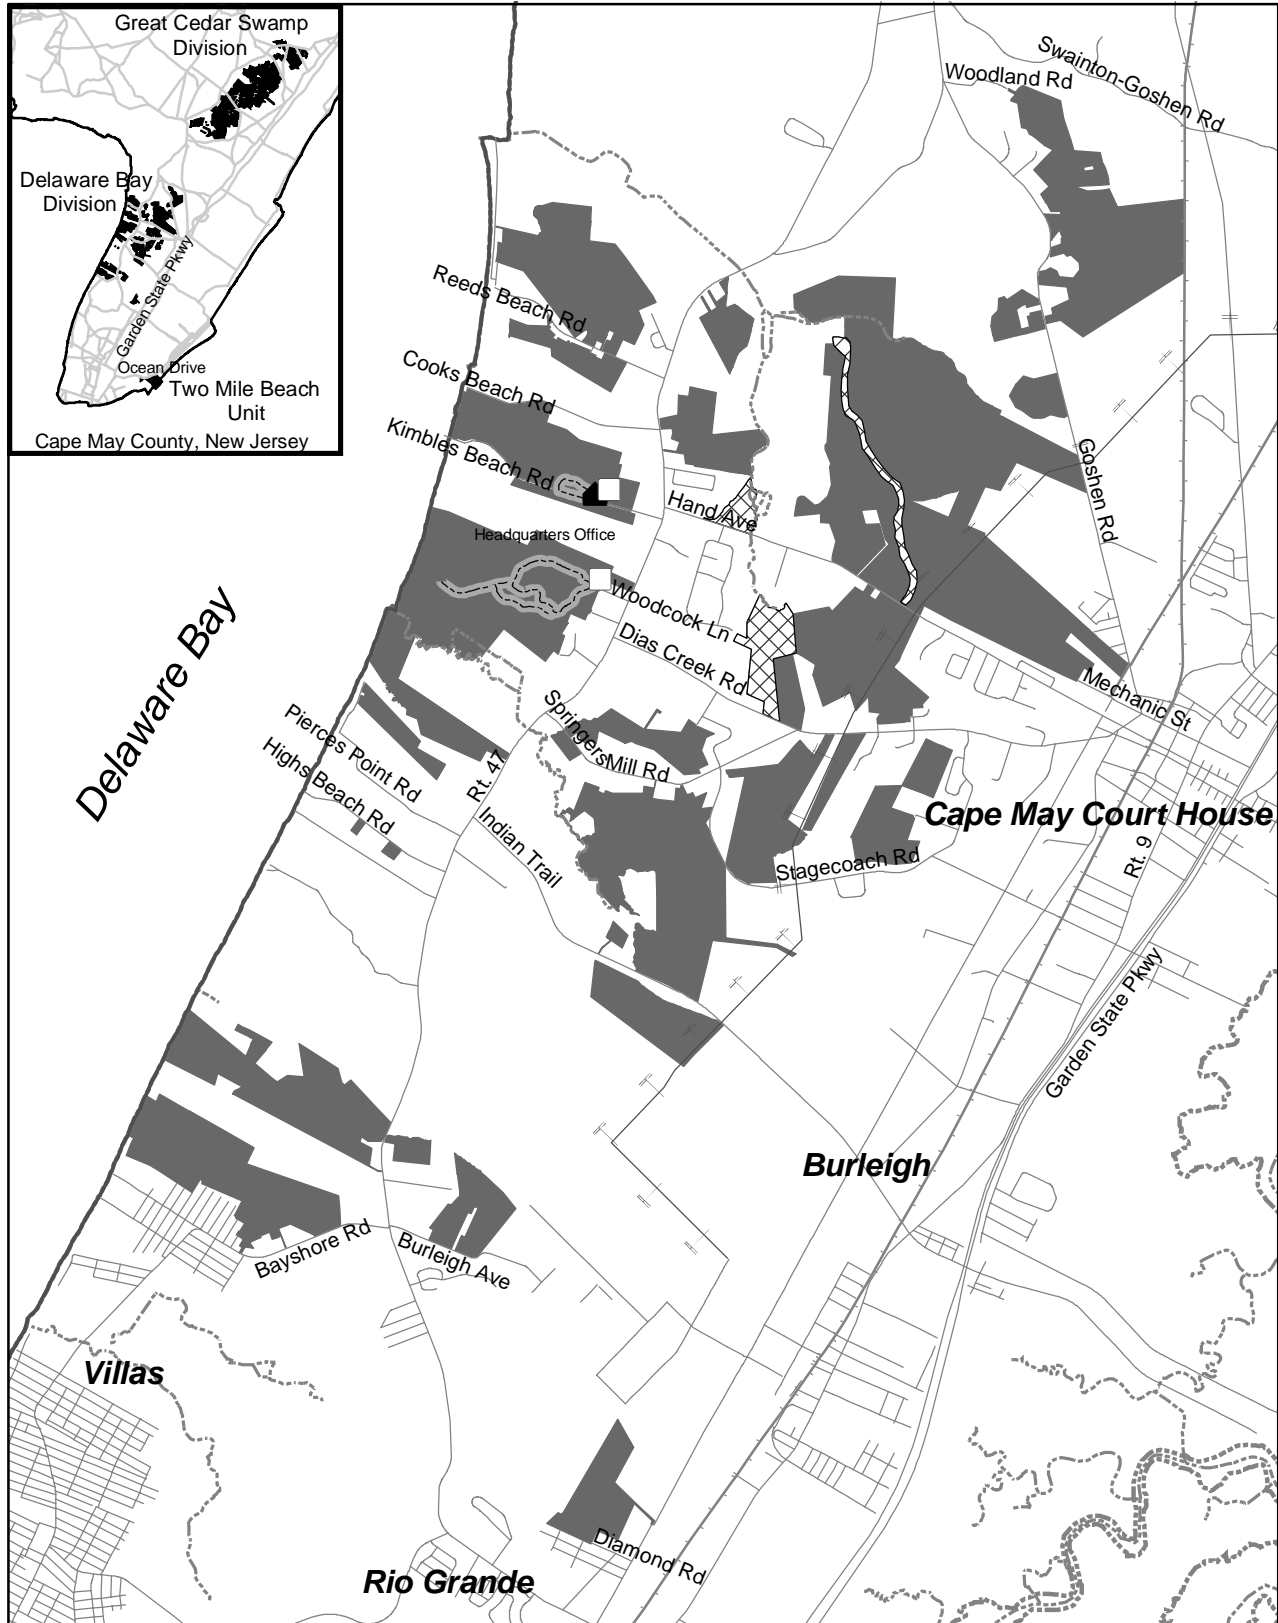 Great Cedar Swamp
Division
Delaware Bay
Division
Garden State Pkwy
Ocean Drive
Two Mile Beach
Unit
Cape May County, New Jersey
Swainton-Goshen Rd
Woodland Rd
Reeds Beach Rd
Cooks Beach Rd
Kimbles Beach Rd
Hand Ave
Goshen Rd
Headquarters Office
Woodcock Ln
Dias Creek Rd
Mechanic St
Delaware Bay
Springers
Mill Rd
Pierces Point Rd
Highs Beach Rd
Rt. 47
Indian Trail
Cape May Court House
Stagecoach Rd
Rt. 9
Garden State Pkwy
Burleigh
Bayshore Rd
Burleigh Ave
Villas
Diamond Rd
Rio Grande